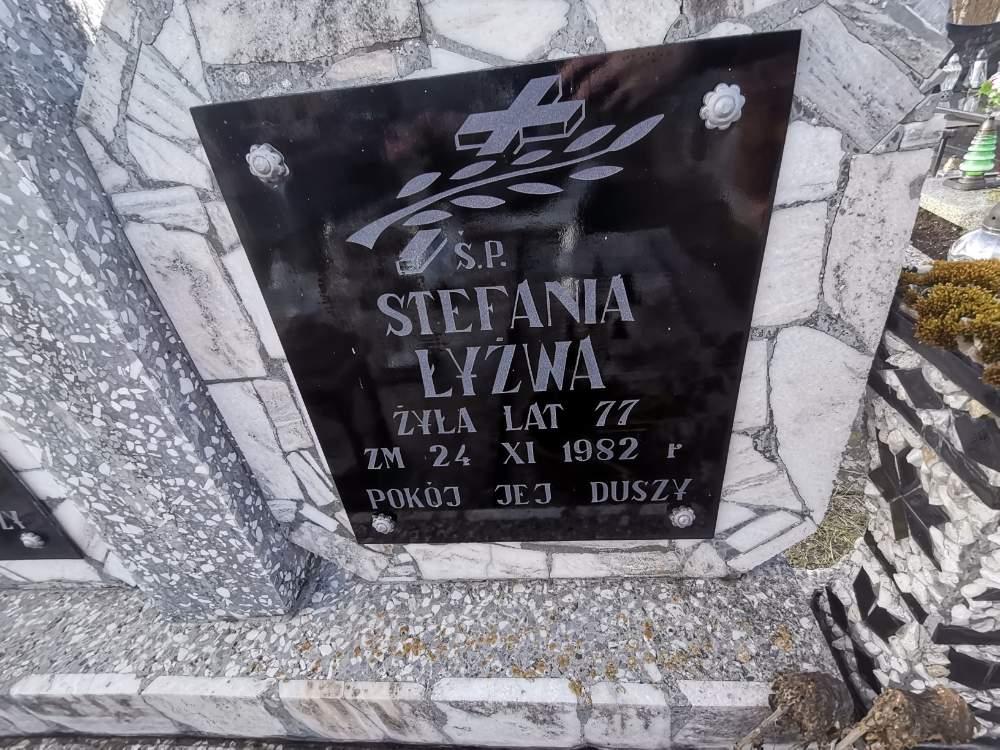 Ś.P.
STEFANIA
ŁYŻWA
ŻYŁA LAT 77
ZM 24 XI 1982 r
POKÓJ JEJ DUSZY